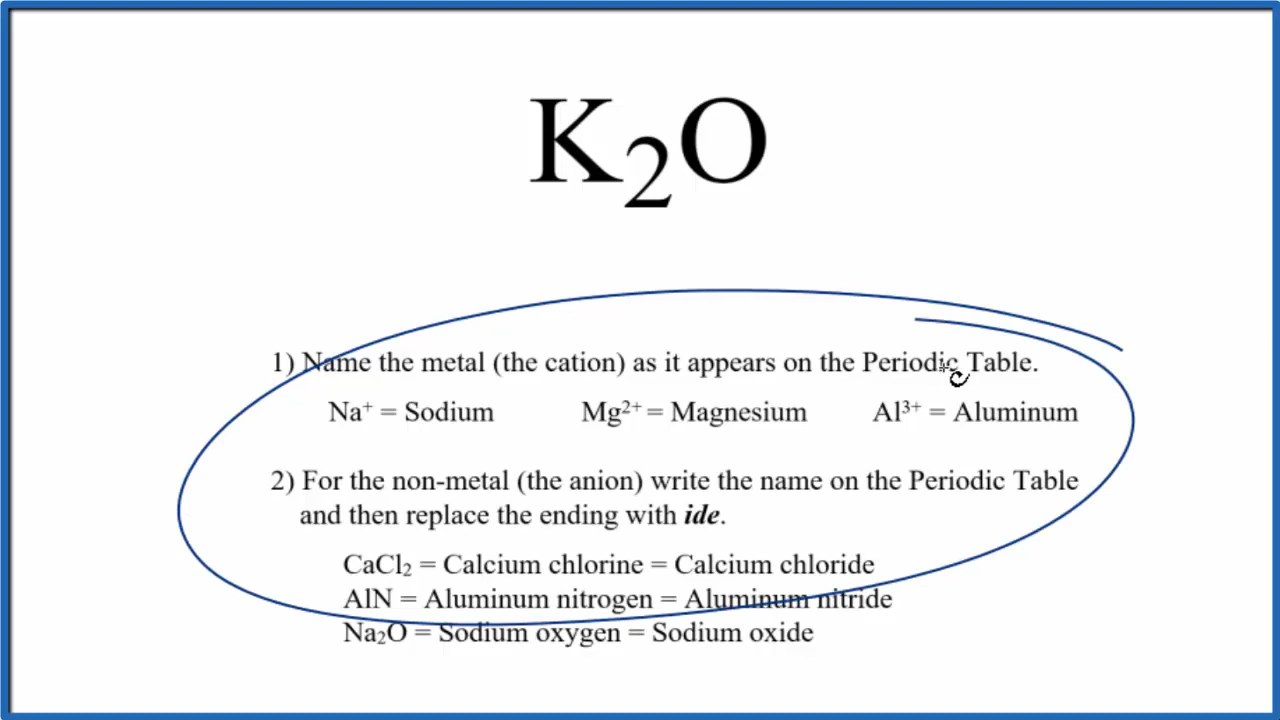 K₂O
1) Name the metal (the cation) as it appears on the Periodic Table.
Na⁺ = Sodium Mg²⁺ = Magnesium Al³⁺ = Aluminum
2) For the non-metal (the anion) write the name on the Periodic Table
and then replace the ending with ide.
CaCl₂ = Calcium chlorine = Calcium chloride
AlN = Aluminum nitrogen = Aluminum nitride
Na₂O = Sodium oxygen = Sodium oxide